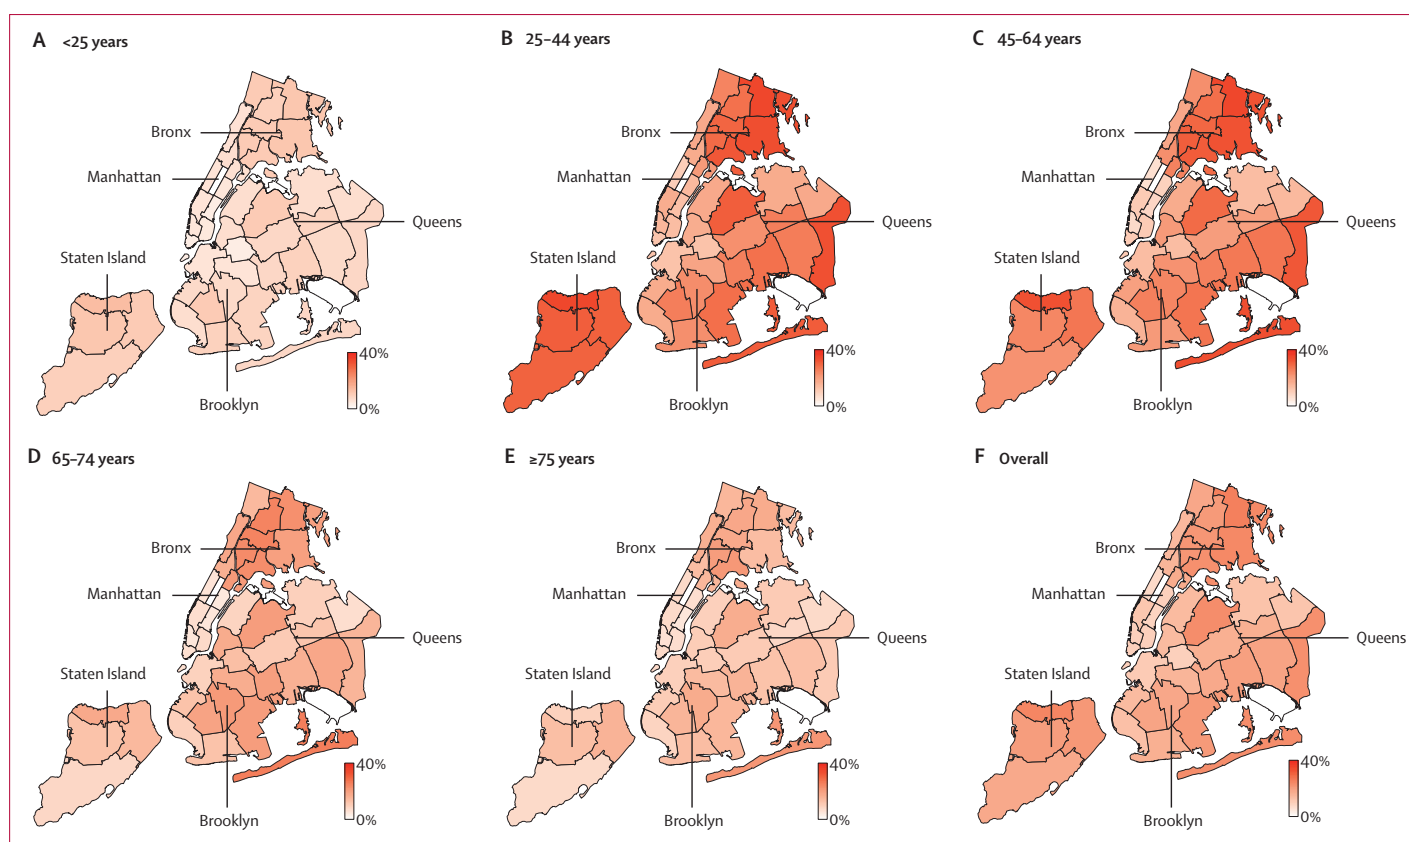 A <25 years
Bronx
Manhattan
Queens
Staten Island
40%
0%
Brooklyn
B 25–44 years
Bronx
Manhattan
Queens
Staten Island
40%
0%
Brooklyn
C 45–64 years
Bronx
Manhattan
Queens
Staten Island
40%
0%
Brooklyn
D 65–74 years
Bronx
Manhattan
Queens
Staten Island
40%
0%
Brooklyn
E ≥75 years
Bronx
Manhattan
Queens
Staten Island
40%
0%
Brooklyn
F Overall
Bronx
Manhattan
Queens
Staten Island
40%
0%
Brooklyn